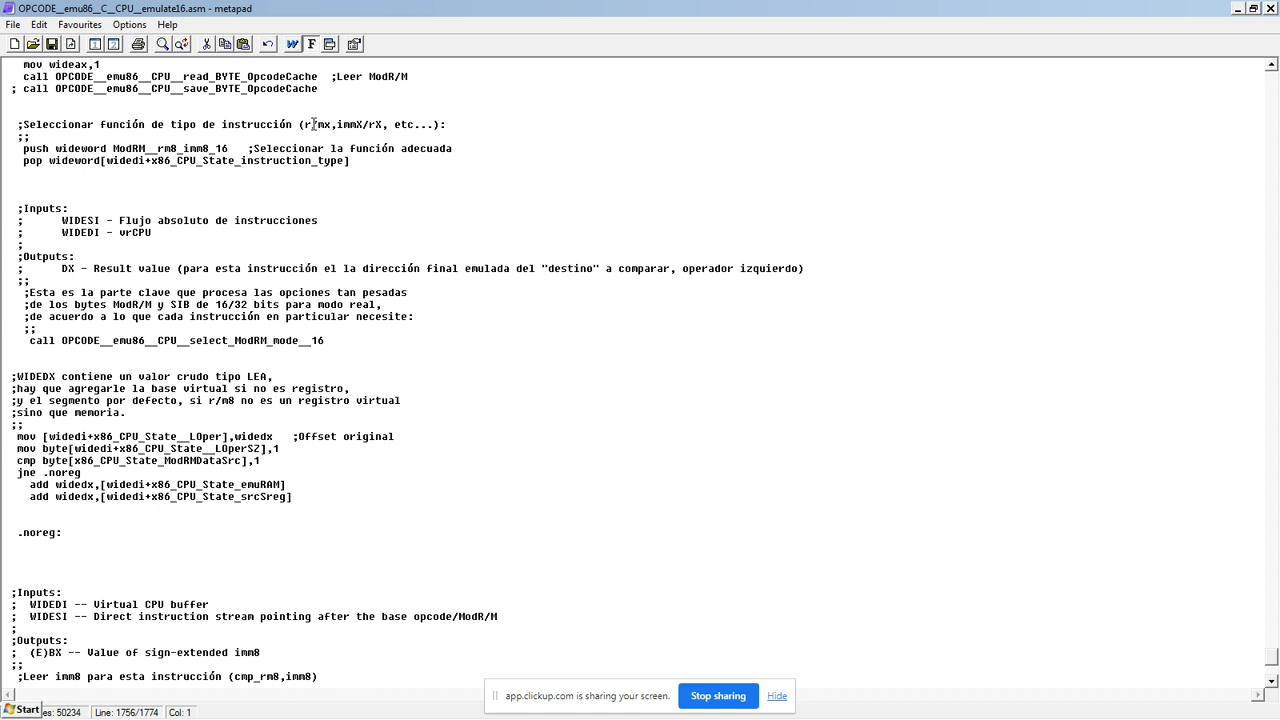 OPCODE__emu86__C__CPU__emulate16.asm - metapad
File Edit Favourites Options Help
mov wideax,1
call OPCODE__emu86__CPU__read_BYTE_OpcodeCache ;Leer ModR/M
; call OPCODE__emu86__CPU__save_BYTE_OpcodeCache
;Seleccionar función de tipo de instrucción (r/mx,immX/rX, etc...):
;;
push wideword ModRM__rm8_imm8_16 ;Seleccionar la función adecuada
pop wideword[widedi+x86_CPU_State_instruction_type]
;Inputs:
; WIDESI - Flujo absoluto de instrucciones
; WIDEDI - vrCPU
;
;Outputs:
; DX - Result value (para esta instrucción el la dirección final emulada del "destino" a comparar, operador izquierdo)
;;
;Esta es la parte clave que procesa las opciones tan pesadas
;de los bytes ModR/M y SIB de 16/32 bits para modo real,
;de acuerdo a lo que cada instrucción en particular necesite:
;;
call OPCODE__emu86__CPU__select_ModRM_mode__16
;WIDEDX contiene un valor crudo tipo LEA,
;hay que agregarle la base virtual si no es registro,
;y el segmento por defecto, si r/m8 no es un registro virtual
;sino que memoria.
;;
mov [widedi+x86_CPU_State__LOper],widedx ;Offset original
mov byte[widedi+x86_CPU_State__LOperSZ],1
cmp byte[x86_CPU_State_ModRMDataSrc],1
jne .noreg
add widedx,[widedi+x86_CPU_State_emuRAM]
add widedx,[widedi+x86_CPU_State_srcSreg]
.noreg:
;Inputs:
; WIDEDI -- Virtual CPU buffer
; WIDESI -- Direct instruction stream pointing after the base opcode/ModR/M
;
;Outputs:
; (E)BX -- Value of sign-extended imm8
;;
;Leer imm8 para esta instrucción (cmp_rm8,imm8)
app.clickup.com is sharing your screen. Stop sharing Hide
Start es: 50234 Line: 1756/1774 Col: 1